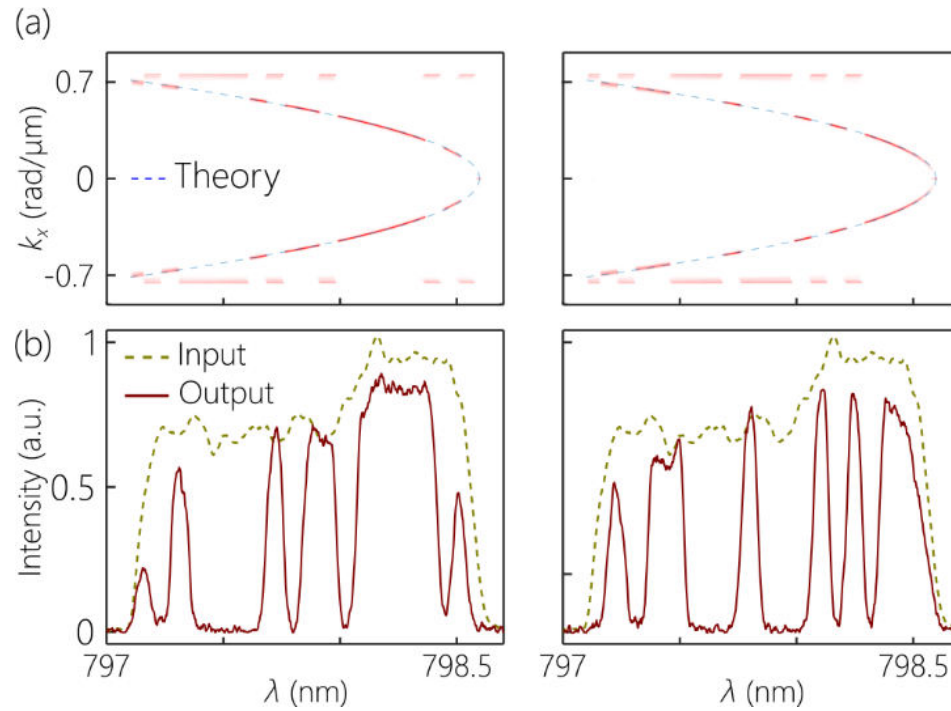 (a)
0.7
0
-0.7
k_x (rad/μm)
Theory
(b)
1
0.5
0
Intensity (a.u.)
Input
Output
797
798.5
λ (nm)
797
798.5
λ (nm)